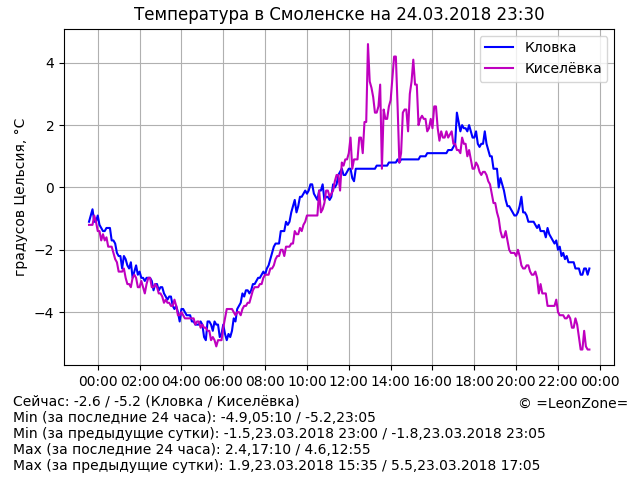 Температура в Смоленске на 24.03.2018 23:30
градусов Цельсия, °C
4
2
0
−2
−4
Кловка
Киселёвка
00:00 02:00 04:00 06:00 08:00 10:00 12:00 14:00 16:00 18:00 20:00 22:00 00:00
Сейчас: -2.6 / -5.2 (Кловка / Киселёвка)
© =LeonZone=
Min (за последние 24 часа): -4.9,05:10 / -5.2,23:05
Min (за предыдущие сутки): -1.5,23.03.2018 23:00 / -1.8,23.03.2018 23:05
Max (за последние 24 часа): 2.4,17:10 / 4.6,12:55
Max (за предыдущие сутки): 1.9,23.03.2018 15:35 / 5.5,23.03.2018 17:05